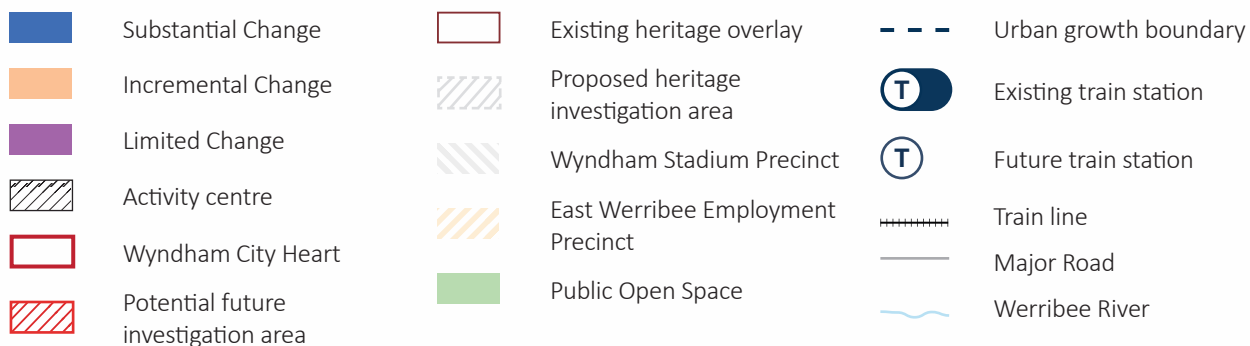 Substantial Change
Incremental Change
Limited Change
Activity centre
Wyndham City Heart
Potential future
investigation area
Existing heritage overlay
Proposed heritage
investigation area
Wyndham Stadium Precinct
East Werribee Employment
Precinct
Public Open Space
Urban growth boundary
T
Existing train station
T
Future train station
Train line
Major Road
Werribee River